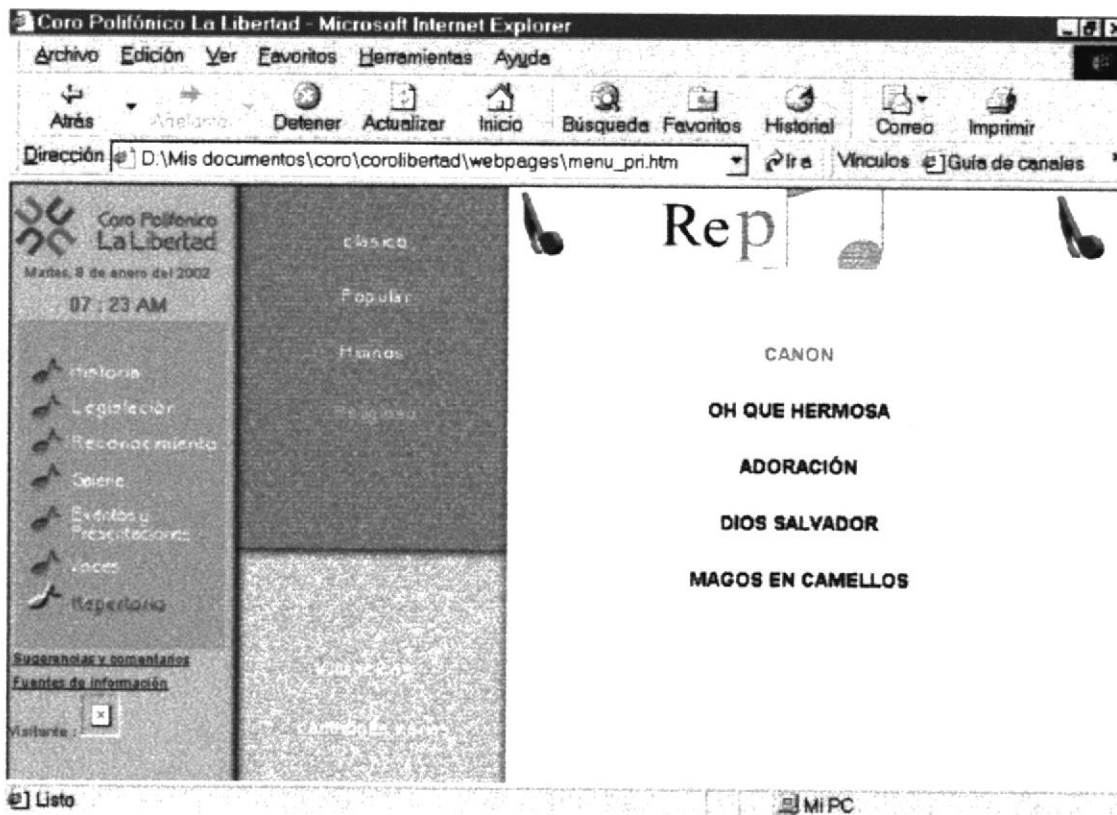 Coro Polifónico La Libertad - Microsoft Internet Explorer
Archivo Edición Ver Favoritos Herramientas Ayuda
Atrás Adelante Detener Actualizar Inicio Búsqueda Favoritos Historial Correo Imprimir
Dirección D:\Mis documentos\coro\corolibertad\webpages\menu_pri.htm Ir a Vínculos Guía de canales
Coro Polifónico
La Libertad
Martes, 8 de enero del 2002
07 : 23 AM
Historia
Legislación
Reconocimiento
Galeria
Eventos y
Presentaciones
Voces
Repertorio
Sugerencias y comentarios
Fuentes de información
Visitante :
clásico
Popular
Himnos
Religioso
Rep
CANON
OH QUE HERMOSA
ADORACIÓN
DIOS SALVADOR
MAGOS EN CAMELLOS
Listo
Mi PC